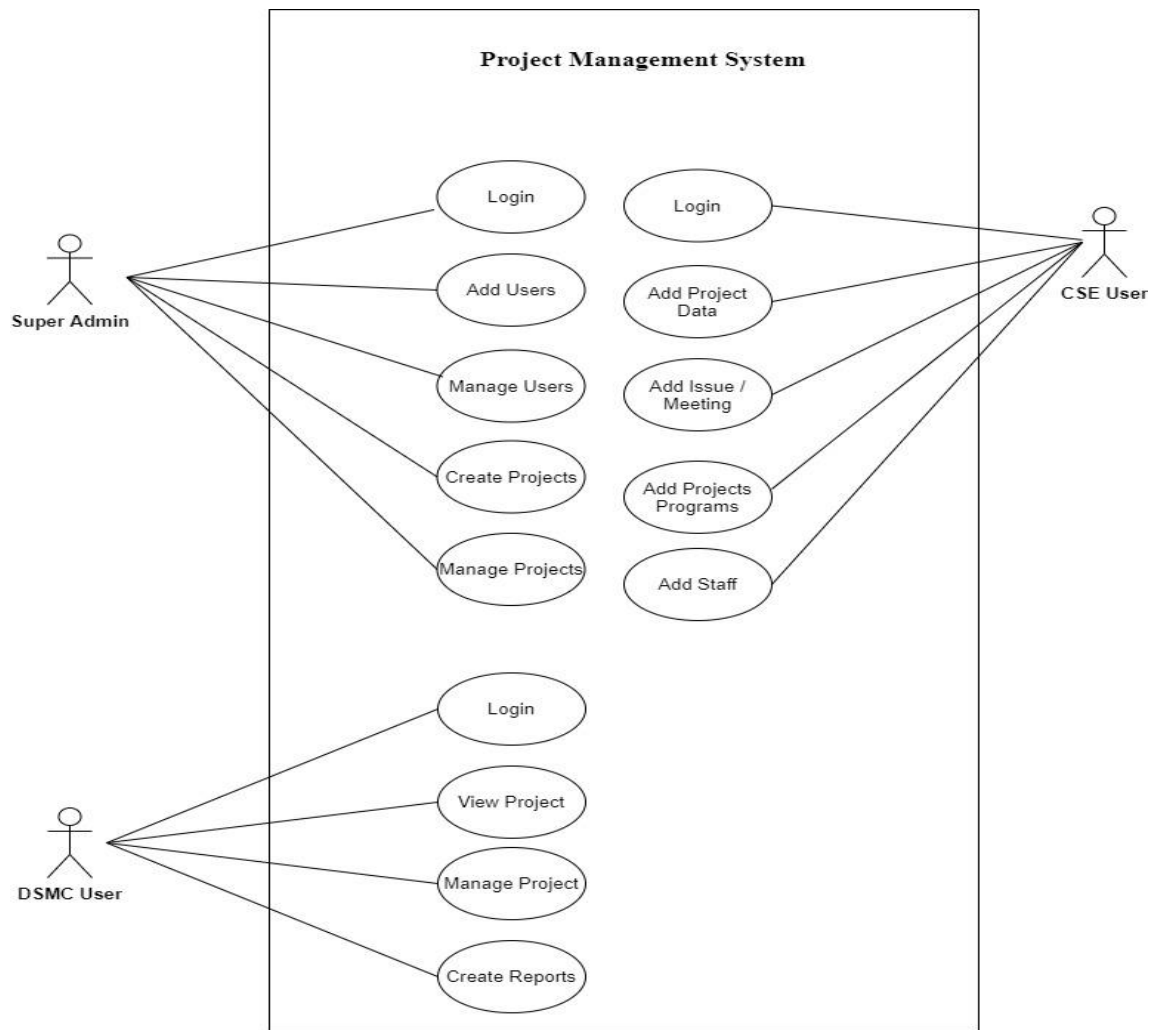 Project Management System
Login
Login
Add Users
Add Project
Data
Super Admin
CSE User
Manage Users
Add Issue /
Meeting
Create Projects
Add Projects
Programs
Manage Projects
Add Staff
Login
View Project
Manage Project
DSMC User
Create Reports